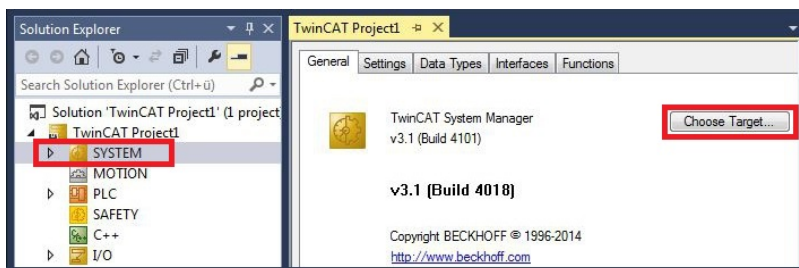 Solution Explorer
Search Solution Explorer (Ctrl+ü)
Solution 'TwinCAT Project1' (1 project
TwinCAT Project1
SYSTEM
MOTION
PLC
SAFETY
C++
I/O
TwinCAT Project1
General Settings Data Types Interfaces Functions
TwinCAT System Manager
v3.1 (Build 4101)
Choose Target...
v3.1 (Build 4018)
Copyright BECKHOFF © 1996-2014
http://www.beckhoff.com